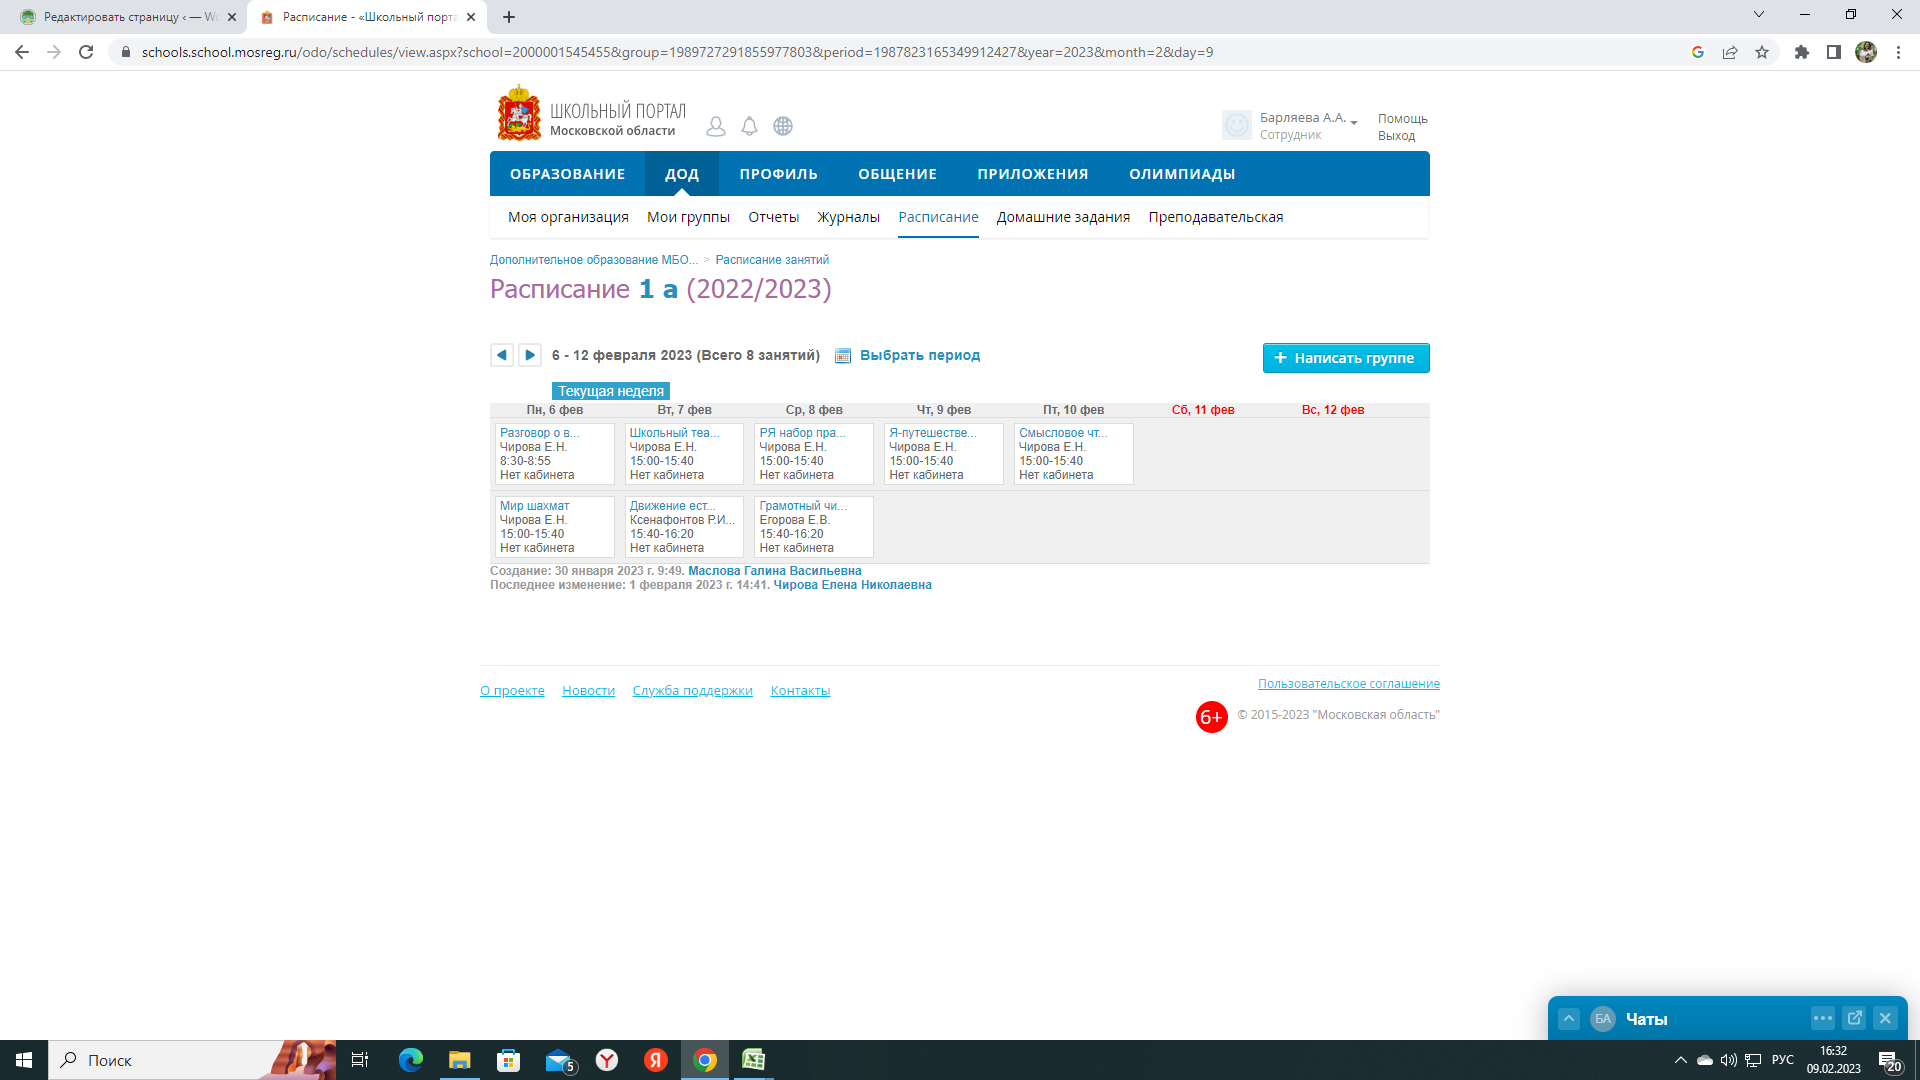 Редактировать страницу ‹ — Wo
Расписание - «Школьный порта
schools.school.mosreg.ru/odo/schedules/view.aspx?school=2000001545455&group=1989727291855977803&period=1987823165349912427&year=2023&month=2&day=9
ШКОЛЬНЫЙ ПОРТАЛ
Московской области
Барляева А.А.
Сотрудник
Помощь
Выход
ОБРАЗОВАНИЕ ДОД ПРОФИЛЬ ОБЩЕНИЕ ПРИЛОЖЕНИЯ ОЛИМПИАДЫ
Моя организация Мои группы Отчеты Журналы Расписание Домашние задания Преподавательская
Дополнительное образование МБО... > Расписание занятий
Расписание 1 а (2022/2023)
6 - 12 февраля 2023 (Всего 8 занятий) Выбрать период
+ Написать группе
Текущая неделя
Пн, 6 фев Вт, 7 фев Ср, 8 фев Чт, 9 фев Пт, 10 фев Сб, 11 фев Вс, 12 фев
Разговор о в... Школьный теа... РЯ набор пра... Я-путешестве... Смысловое чт...
Чирова Е.Н. Чирова Е.Н. Чирова Е.Н. Чирова Е.Н. Чирова Е.Н.
8:30-8:55 15:00-15:40 15:00-15:40 15:00-15:40 15:00-15:40
Нет кабинета Нет кабинета Нет кабинета Нет кабинета Нет кабинета
Мир шахмат Движение ест... Грамотный чи...
Чирова Е.Н. Ксенафонтов Р.И... Егорова Е.В.
15:00-15:40 15:40-16:20 15:40-16:20
Нет кабинета Нет кабинета Нет кабинета
Создание: 30 января 2023 г. 9:49. Маслова Галина Васильевна
Последнее изменение: 1 февраля 2023 г. 14:41. Чирова Елена Николаевна
О проекте Новости Служба поддержки Контакты
Пользовательское соглашение
6+ © 2015-2023 "Московская область"
БА Чаты
Поиск
5
РУС
16:32
09.02.2023
20